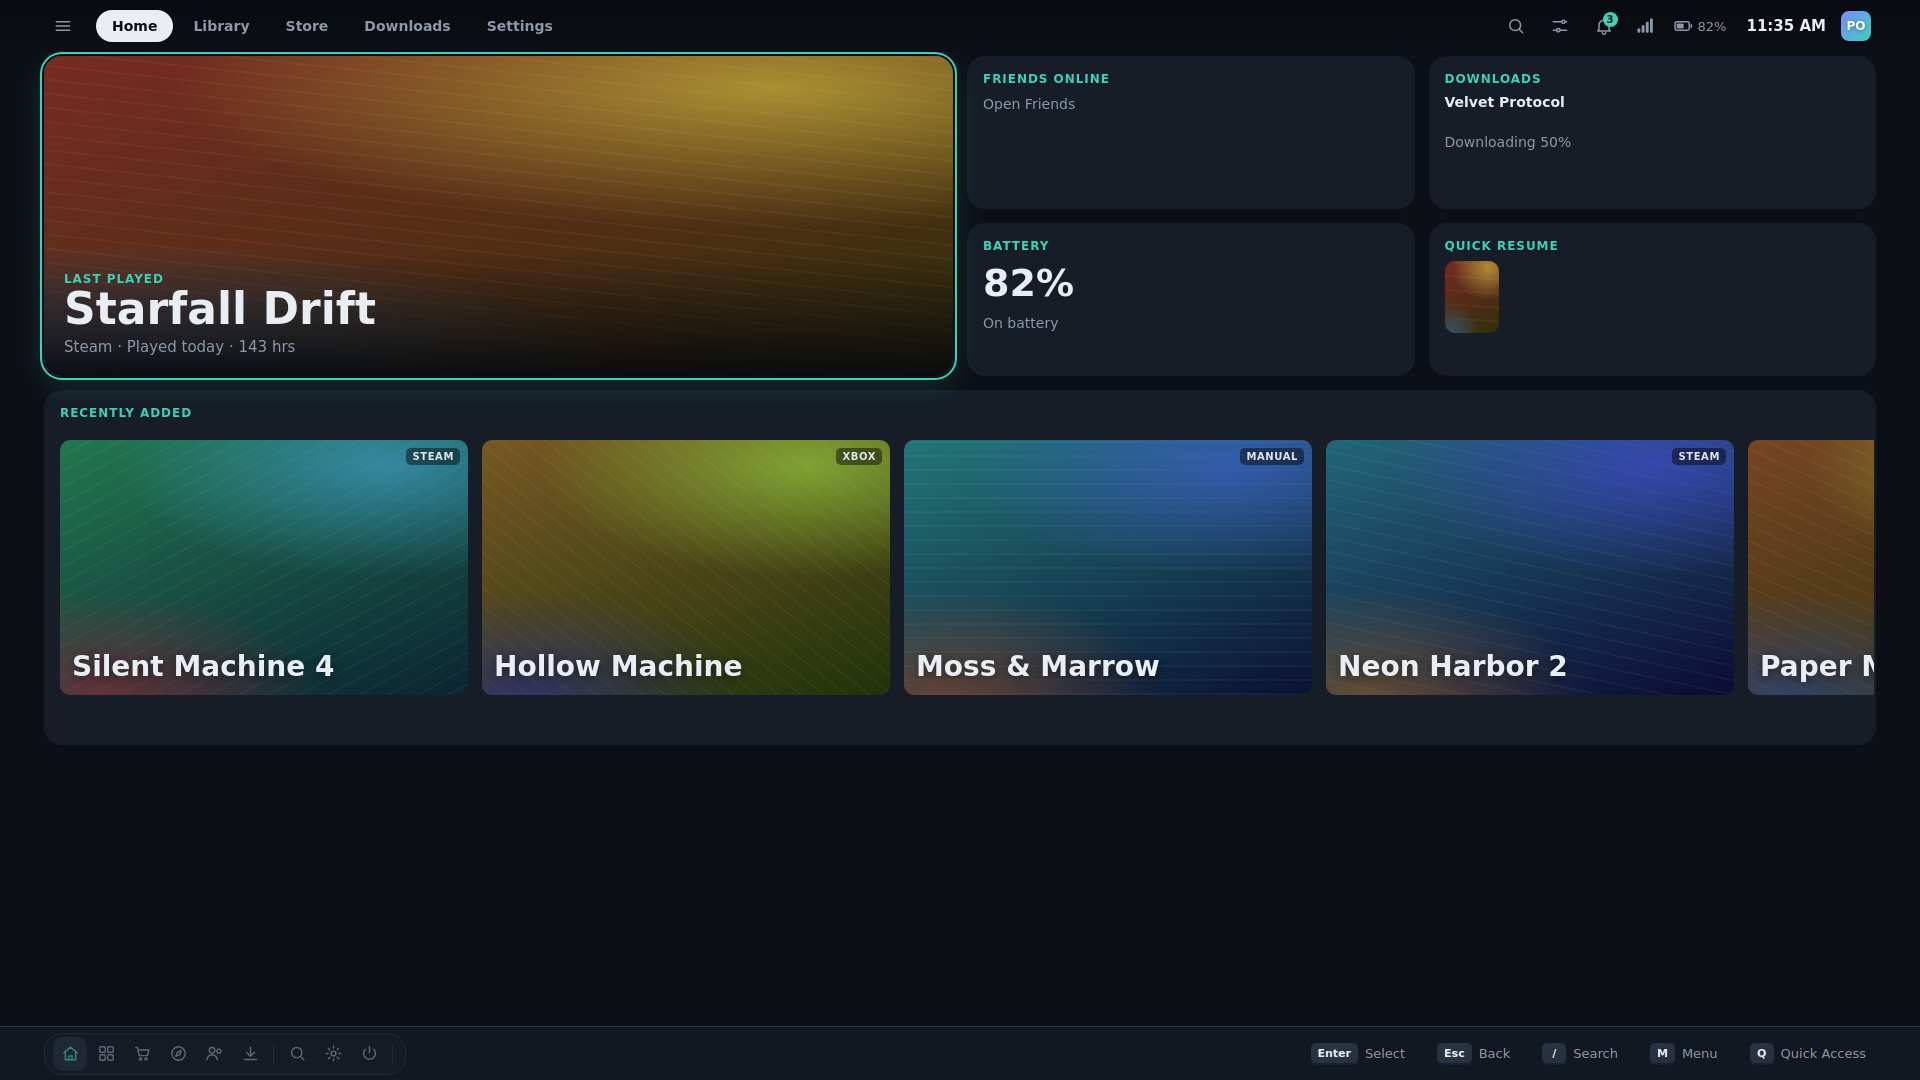 Home Library Store Downloads Settings
3
82%
11:35 AM
PO
LAST PLAYED
Starfall Drift
Steam · Played today · 143 hrs
FRIENDS ONLINE
Open Friends
DOWNLOADS
Velvet Protocol
Downloading 50%
BATTERY
82%
On battery
QUICK RESUME
RECENTLY ADDED
STEAM
Silent Machine 4
XBOX
Hollow Machine
MANUAL
Moss & Marrow
STEAM
Neon Harbor 2
Paper
Enter Select Esc Back / Search M Menu Q Quick Access